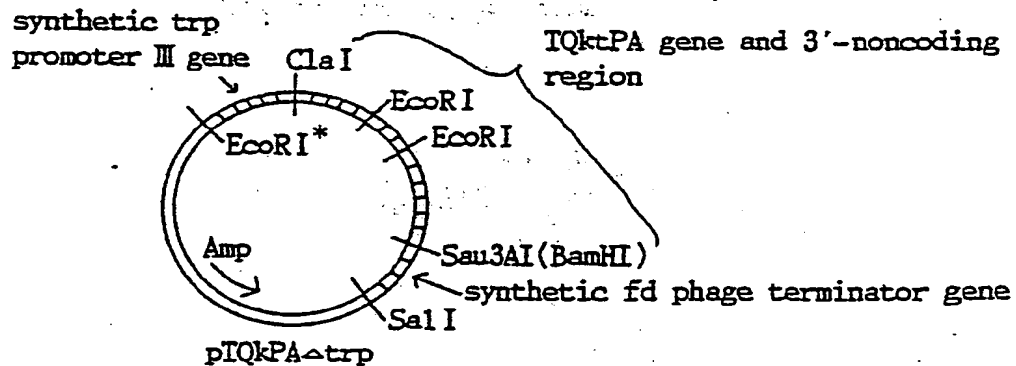 synthetic trp
promoter III gene
ClaI
TQktPA gene and 3'-noncoding
region
EcoRI
EcoRI
EcoRI*
Amp
Sau3AI(BamHI)
synthetic fd phage terminator gene
SalI
pTQkPA△trp